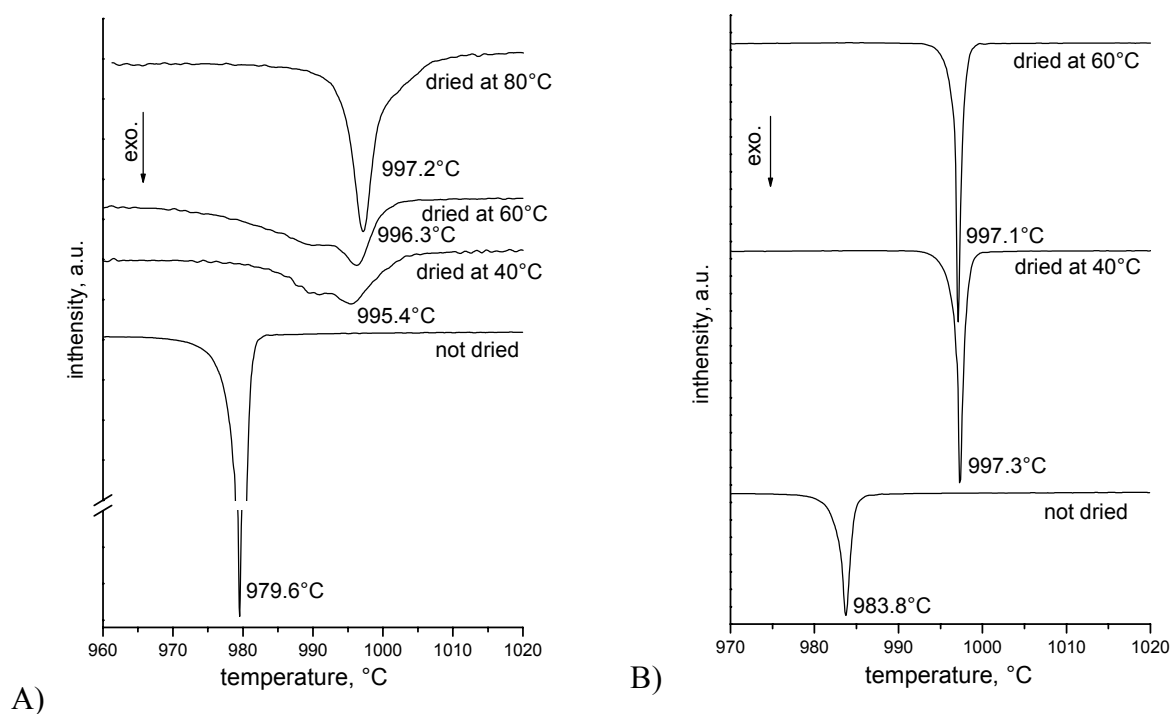 dried at 80°C
exo.
997.2°C
dried at 60°C
996.3°C
dried at 40°C
995.4°C
not dried
979.6°C
inthensity, a.u.
960 970 980 990 1000 1010 1020
temperature, °C
A)
dried at 60°C
exo.
997.1°C
dried at 40°C
997.3°C
not dried
983.8°C
inthensity, a.u.
970 980 990 1000 1010 1020
temperature, °C
B)